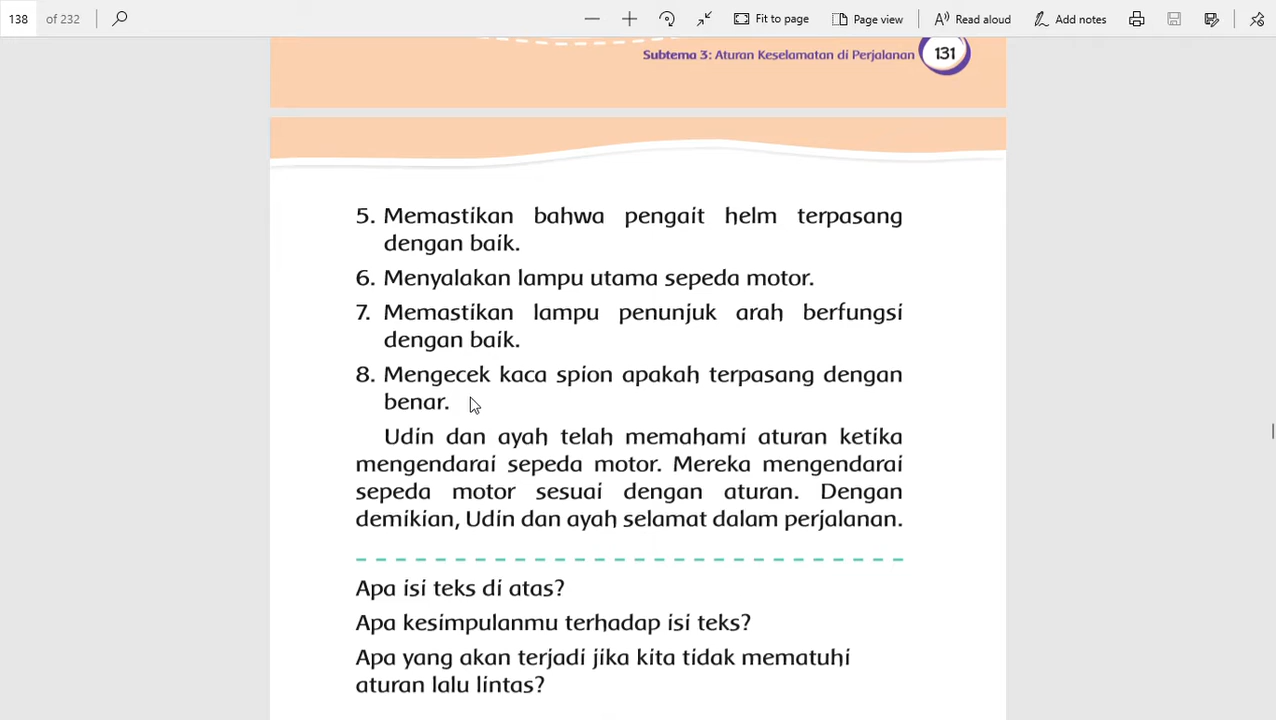 138 of 232 Fit to page Page view Read aloud Add notes
Subtema 3: Aturan Keselamatan di Perjalanan 131
5. Memastikan bahwa pengait helm terpasang
dengan baik.
6. Menyalakan lampu utama sepeda motor.
7. Memastikan lampu penunjuk arah berfungsi
dengan baik.
8. Mengecek kaca spion apakah terpasang dengan
benar.
Udin dan ayah telah memahami aturan ketika
mengendarai sepeda motor. Mereka mengendarai
sepeda motor sesuai dengan aturan. Dengan
demikian, Udin dan ayah selamat dalam perjalanan.
Apa isi teks di atas?
Apa kesimpulanmu terhadap isi teks?
Apa yang akan terjadi jika kita tidak mematuhi
aturan lalu lintas?